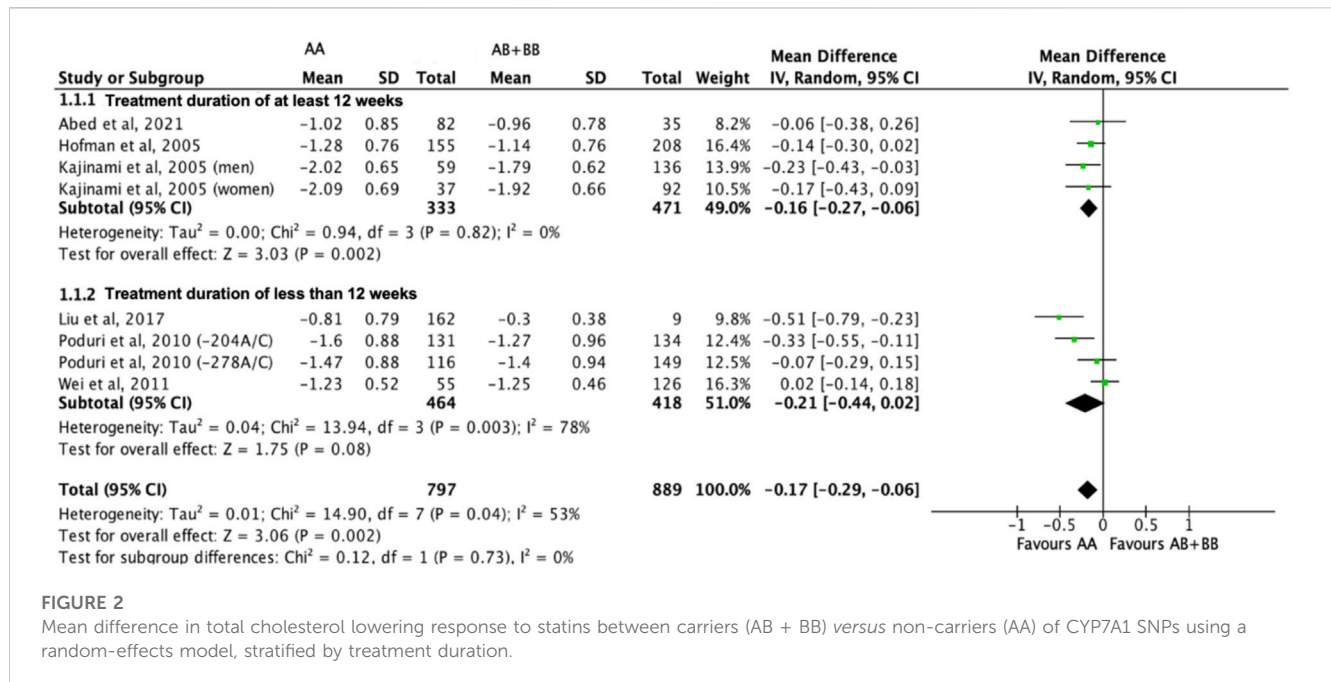 AA AB+BB Mean Difference Mean Difference
Study or Subgroup Mean SD Total Mean SD Total Weight IV, Random, 95% CI IV, Random, 95% CI
1.1.1 Treatment duration of at least 12 weeks
Abed et al, 2021 −1.02 0.85 82 −0.96 0.78 35 8.2% −0.06 [−0.38, 0.26]
Hofman et al, 2005 −1.28 0.76 155 −1.14 0.76 208 16.4% −0.14 [−0.30, 0.02]
Kajinami et al, 2005 (men) −2.02 0.65 59 −1.79 0.62 136 13.9% −0.23 [−0.43, −0.03]
Kajinami et al, 2005 (women) −2.09 0.69 37 −1.92 0.66 92 10.5% −0.17 [−0.43, 0.09]
Subtotal (95% CI) 333 471 49.0% −0.16 [−0.27, −0.06]
Heterogeneity: Tau² = 0.00; Chi² = 0.94, df = 3 (P = 0.82); I² = 0%
Test for overall effect: Z = 3.03 (P = 0.002)
1.1.2 Treatment duration of less than 12 weeks
Liu et al, 2017 −0.81 0.79 162 −0.3 0.38 9 9.8% −0.51 [−0.79, −0.23]
Poduri et al, 2010 (−204A/C) −1.6 0.88 131 −1.27 0.96 134 12.4% −0.33 [−0.55, −0.11]
Poduri et al, 2010 (−278A/C) −1.47 0.88 116 −1.4 0.94 149 12.5% −0.07 [−0.29, 0.15]
Wei et al, 2011 −1.23 0.52 55 −1.25 0.46 126 16.3% 0.02 [−0.14, 0.18]
Subtotal (95% CI) 464 418 51.0% −0.21 [−0.44, 0.02]
Heterogeneity: Tau² = 0.04; Chi² = 13.94, df = 3 (P = 0.003); I² = 78%
Test for overall effect: Z = 1.75 (P = 0.08)
Total (95% CI) 797 889 100.0% −0.17 [−0.29, −0.06]
Heterogeneity: Tau² = 0.01; Chi² = 14.90, df = 7 (P = 0.04); I² = 53%
Test for overall effect: Z = 3.06 (P = 0.002)
Test for subgroup differences: Chi² = 0.12, df = 1 (P = 0.73), I² = 0%
−1 −0.5 0 0.5 1
Favours AA Favours AB+BB
FIGURE 2
Mean difference in total cholesterol lowering response to statins between carriers (AB + BB) versus non-carriers (AA) of CYP7A1 SNPs using a
random-effects model, stratified by treatment duration.